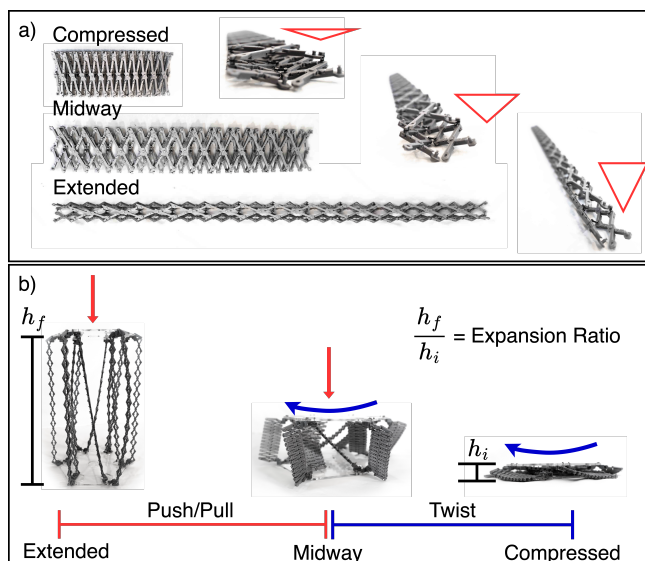 a)
Compressed
Midway
Extended
b)
h_f
h_f / h_i = Expansion Ratio
h_i
Push/Pull
Twist
Extended
Midway
Compressed